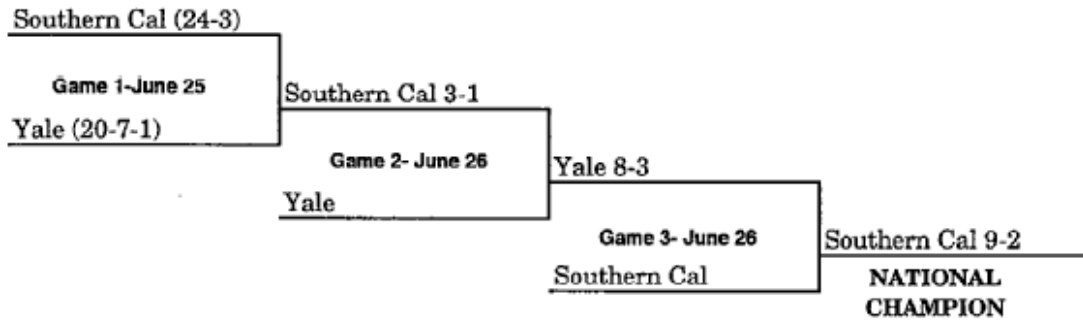 Southern Cal (24-3)
Game 1-June 25
Yale (20-7-1)
Southern Cal 3-1
Game 2- June 26
Yale
Yale 8-3
Game 3- June 26
Southern Cal
Southern Cal 9-2
NATIONAL
CHAMPION